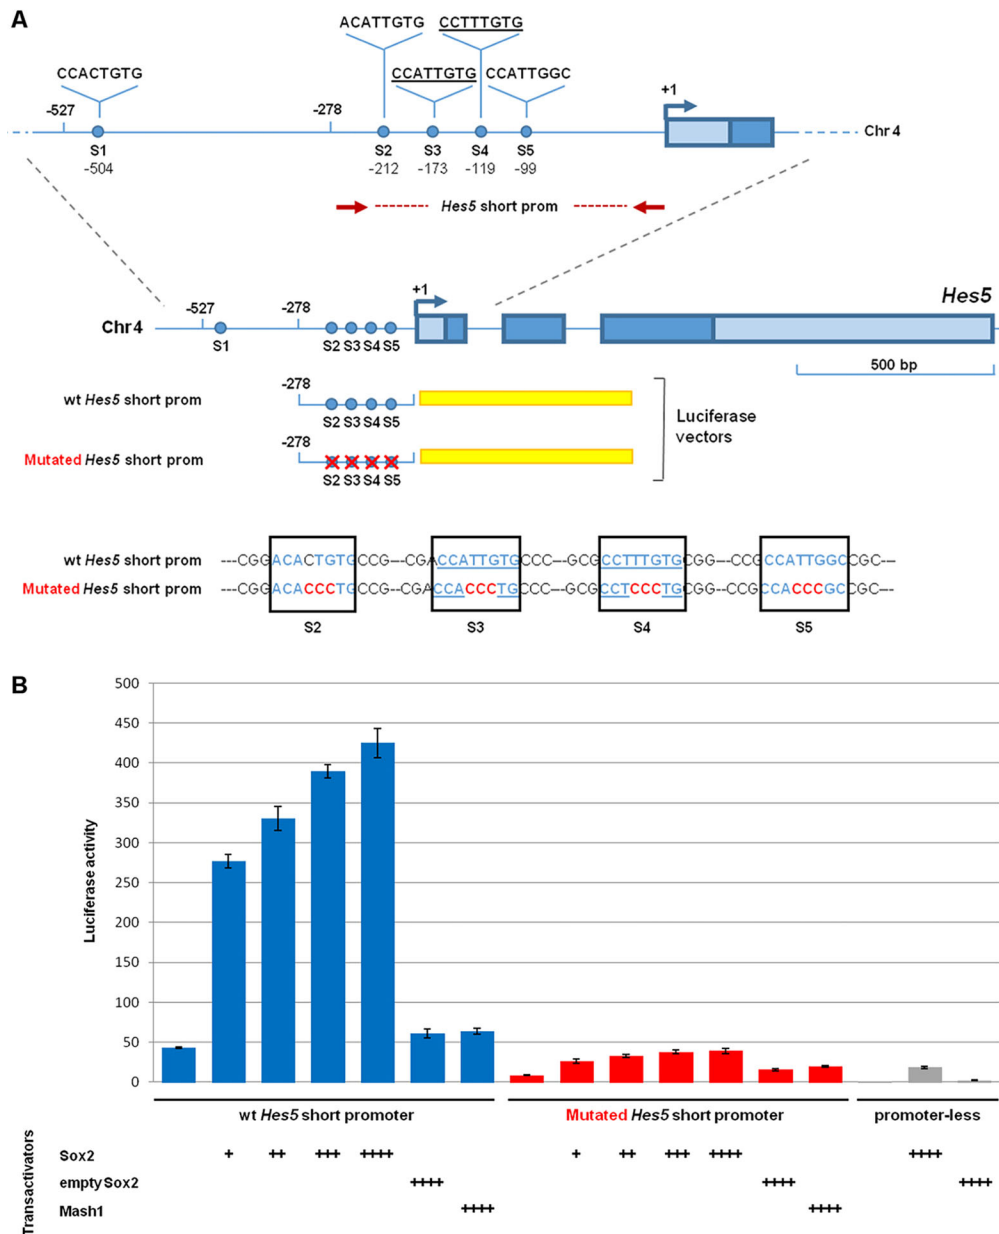 A
ACATTGTG CCTTTGTG
CCACTGTG CCATTGTG CCATTGGC
-527 -278 +1
Chr 4
S1 S2 S3 S4 S5
-504 -212 -173 -119 -99
Hes5 short prom
-527 -278 +1 Hes5
Chr4
S1 S2 S3 S4 S5
500 bp
-278
wt Hes5 short prom
S2 S3 S4 S5
Luciferase
vectors
-278
Mutated Hes5 short prom
S2 S3 S4 S5
wt Hes5 short prom ---CGGACACTGTGCCG---CGACCATTGTGCCC---GCGCCTTTGTGCGG---CCGCCATTGGCCGC---
Mutated Hes5 short prom ---CGGACACCCTGCCG---CGACCACCCTGCCC---GCGCCTCCCTGCGG---CCGCCACCCGCCGC---
S2 S3 S4 S5
B
Luciferase activity
500
450
400
350
300
250
200
150
100
50
0
wt Hes5 short promoter Mutated Hes5 short promoter promoter-less
Transactivators
Sox2 + ++ +++ ++++ + ++ +++ ++++ ++++
emptySox2 ++++ ++++ ++++
Mash1 ++++ ++++